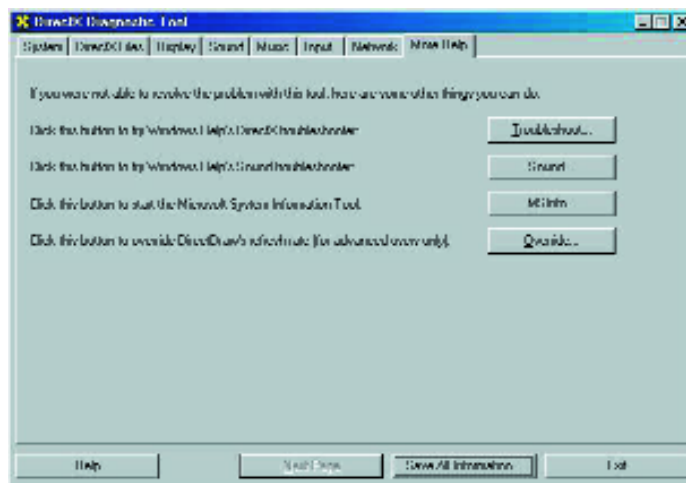 DirectX Diagnostic Tool
System DirectX Files Display Sound Music Input Network More Help
If you were not able to resolve the problem with this tool, here are some other things you can do:
Click this button to try Windows Help's DirectX troubleshooter. Troubleshoot...
Click this button to try Windows Help's Sound troubleshooter. Sound
Click this button to start the Microsoft System Information Tool. MS Info
Click this button to override DirectDraw's refresh rate (for advanced users only). Override...
Help Next Page Save All Information Exit